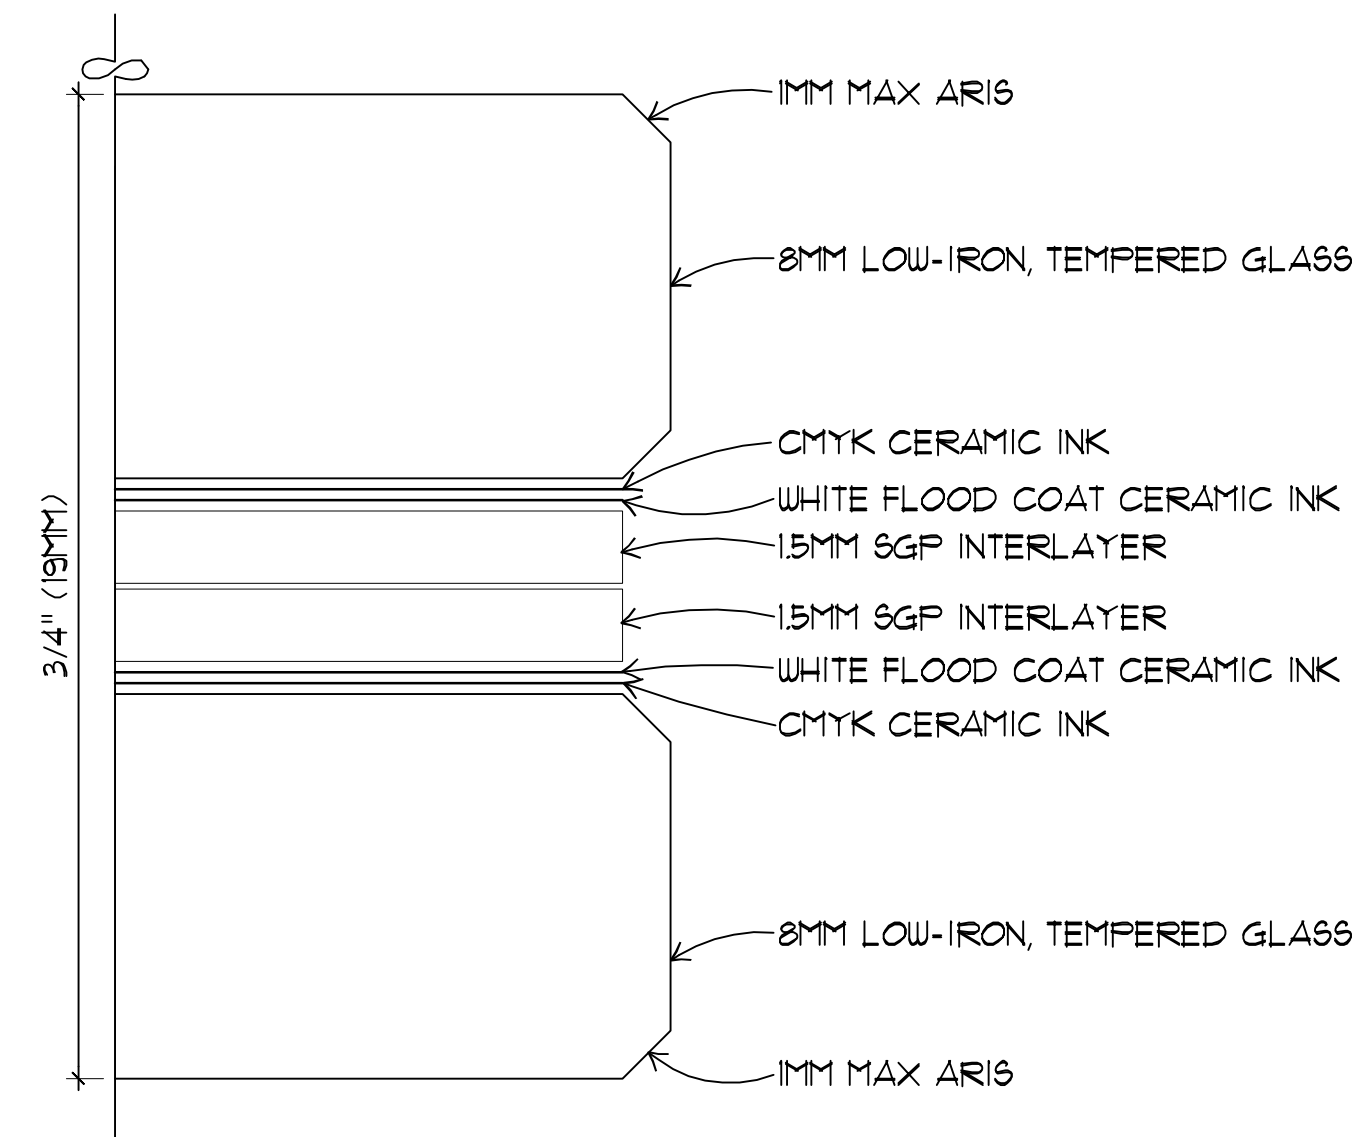 1MM MAX ARIS
8MM LOW-IRON, TEMPERED GLASS
CMYK CERAMIC INK
WHITE FLOOD COAT CERAMIC INK
1.5MM SGP INTERLAYER
3/4" (19MM)
1.5MM SGP INTERLAYER
WHITE FLOOD COAT CERAMIC INK
CMYK CERAMIC INK
8MM LOW-IRON, TEMPERED GLASS
1MM MAX ARIS